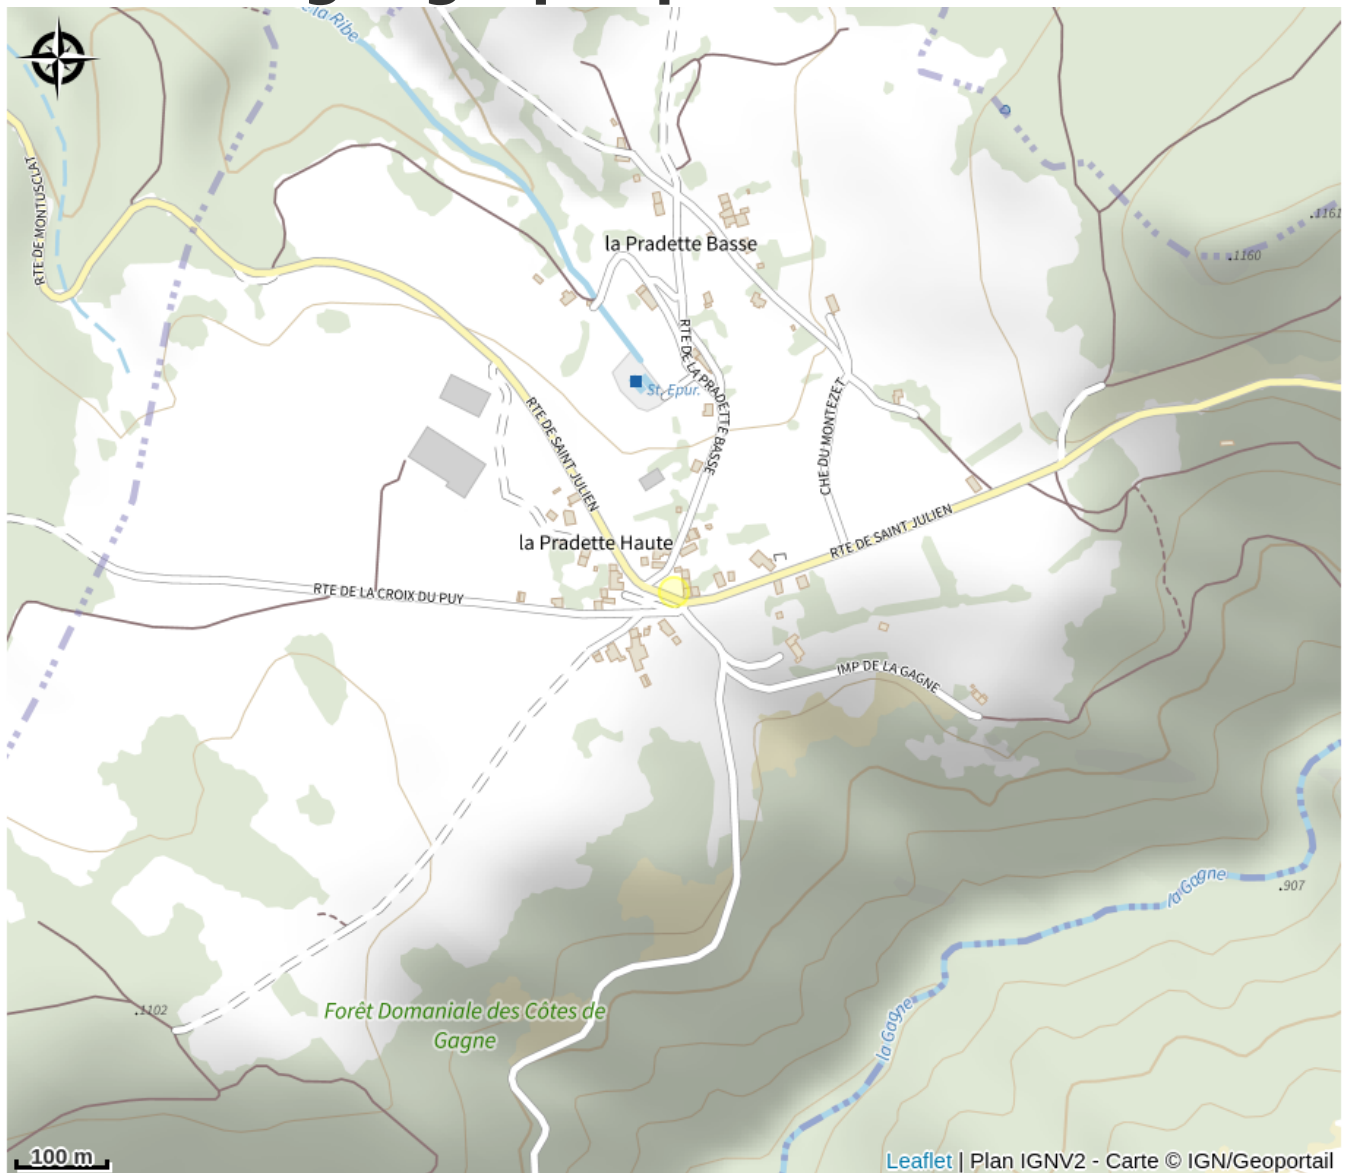 la Ribe
RTE DE MONTUSCLAT
.1161
la Pradette Basse
.1160
RTE DE LA PRADETTE BASSE
St. Epur.
CHE DU MONTEZET
RTE DE SAINT JULIEN
RTE DE SAINT JULIEN
la Pradette Haute
RTE DE LA CROIX DU PUY
IMP DE LA GAGNE
la Gagne
.907
.1102
Forêt Domaniale des Côtes de
Gagne
la Gagne
100 m
Leaflet | Plan IGNV2 - Carte © IGN/Geoportail